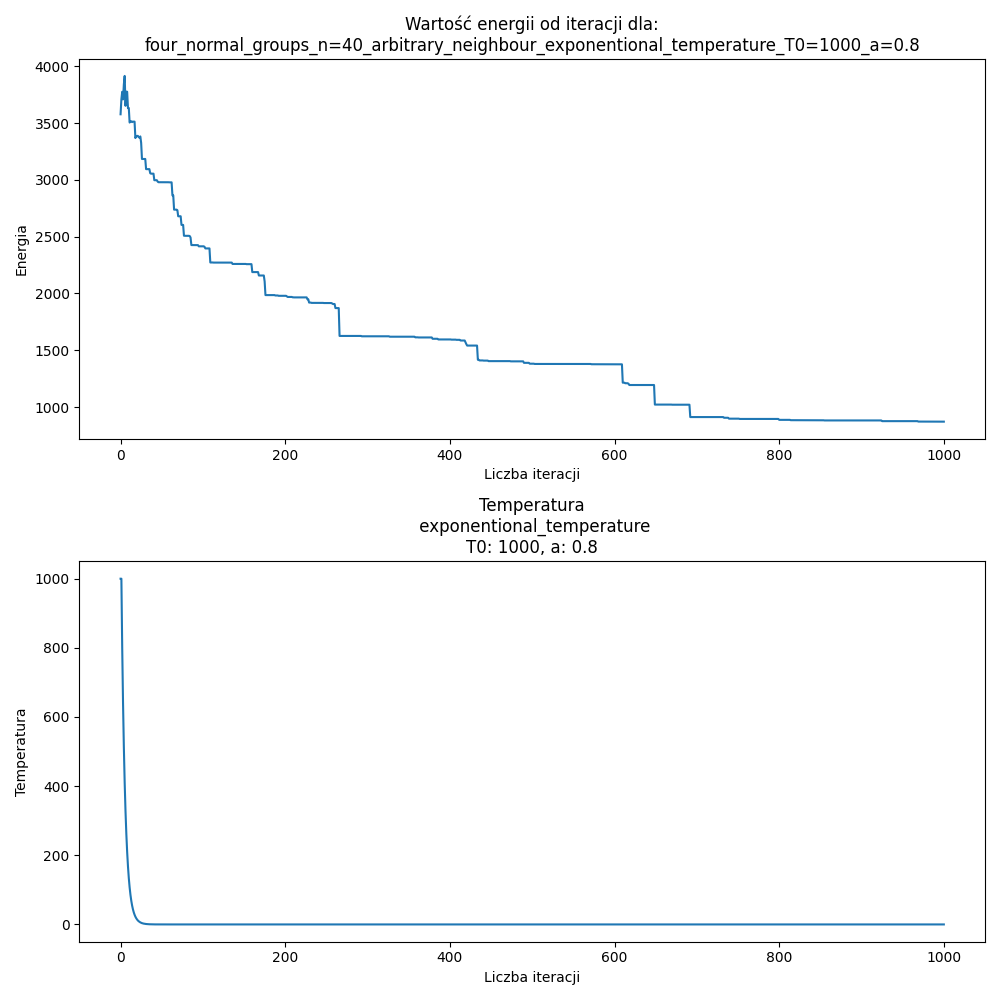 Wartość energii od iteracji dla:
four_normal_groups_n=40_arbitrary_neighbour_exponentional_temperature_T0=1000_a=0.8
4000
3500
3000
2500
2000
1500
1000
Energia
0 200 400 600 800 1000
Liczba iteracji
Temperatura
exponentional_temperature
T0: 1000, a: 0.8
1000
800
600
400
200
0
Temperatura
0 200 400 600 800 1000
Liczba iteracji